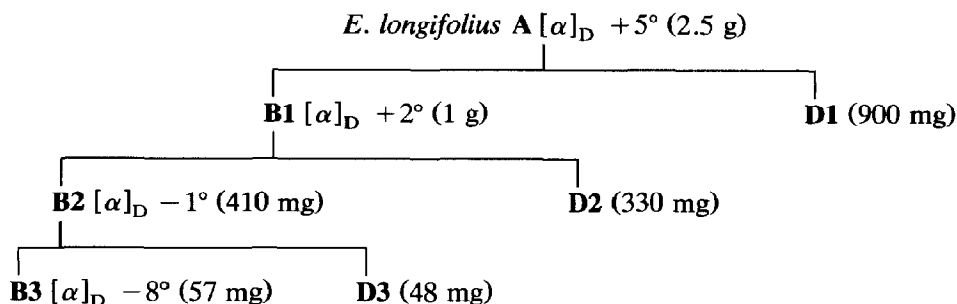 E. longifolius A [α]D +5° (2.5 g)
B1 [α]D +2° (1 g) D1 (900 mg)
B2 [α]D −1° (410 mg) D2 (330 mg)
B3 [α]D −8° (57 mg) D3 (48 mg)